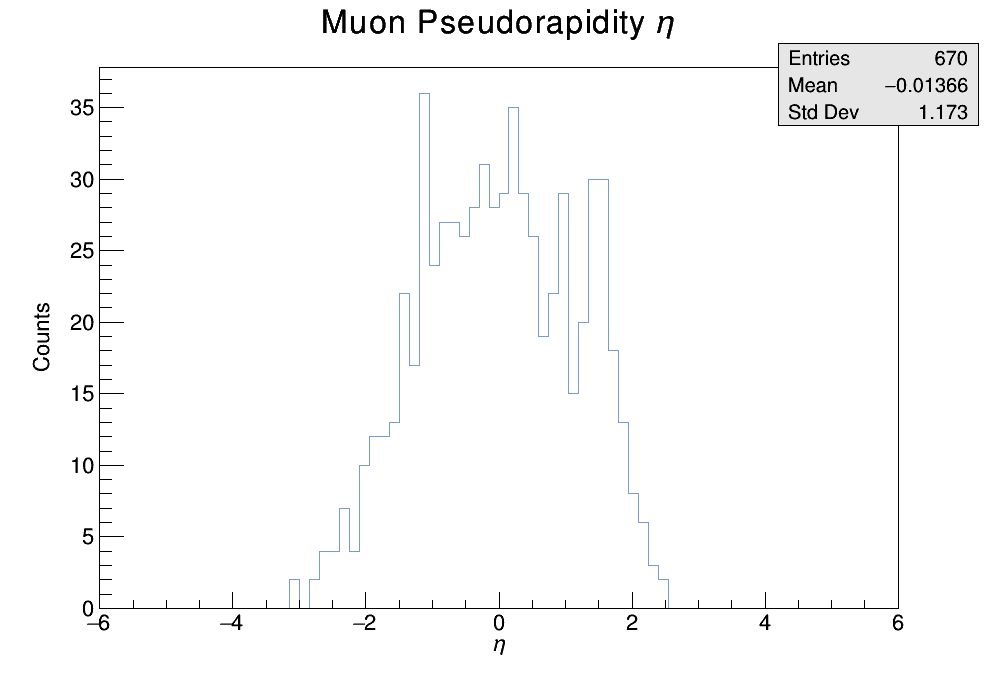 Muon Pseudorapidity η
Entries 670
Mean −0.01366
Std Dev 1.173
35
30
25
20
15
10
5
0
Counts
−6 −4 −2 0 2 4 6
η